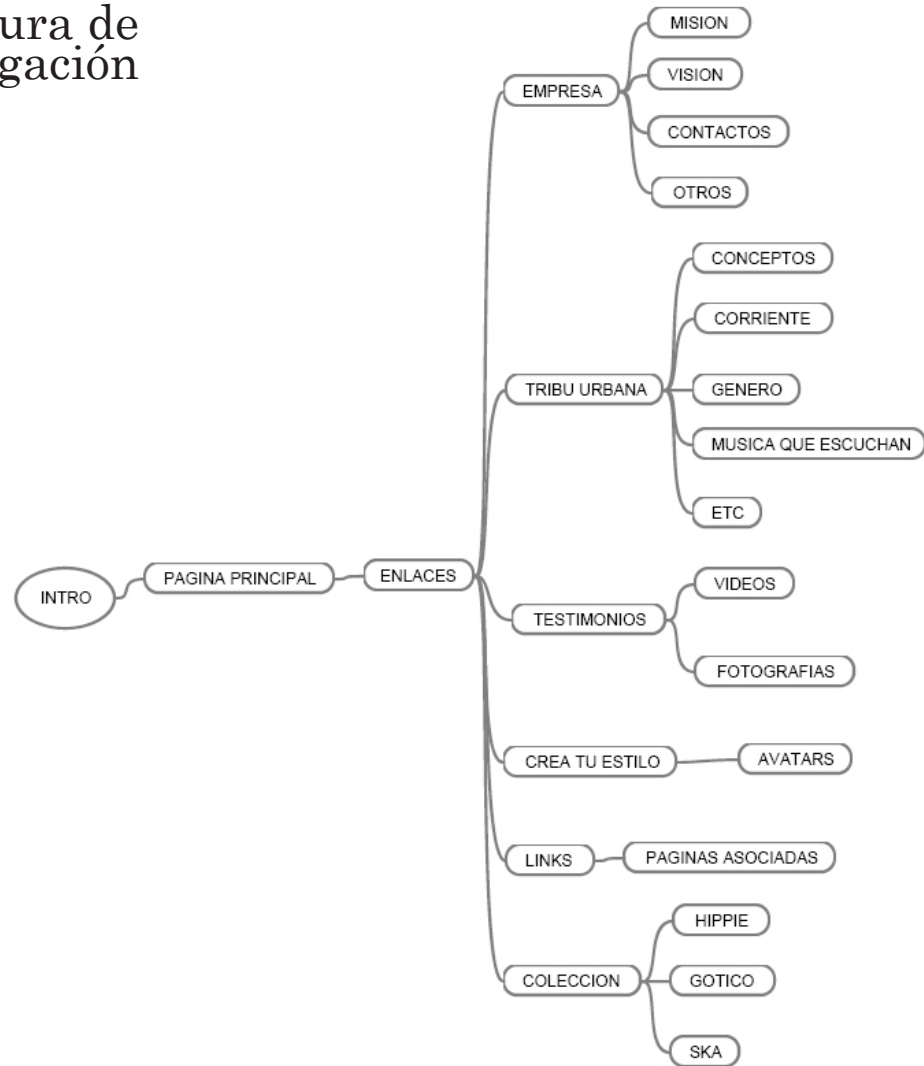 ura de
gación
INTRO
PAGINA PRINCIPAL
ENLACES
EMPRESA
MISION
VISION
CONTACTOS
OTROS
TRIBU URBANA
CONCEPTOS
CORRIENTE
GENERO
MUSICA QUE ESCUCHAN
ETC
TESTIMONIOS
VIDEOS
FOTOGRAFIAS
CREA TU ESTILO
AVATARS
LINKS
PAGINAS ASOCIADAS
COLECCION
HIPPIE
GOTICO
SKA